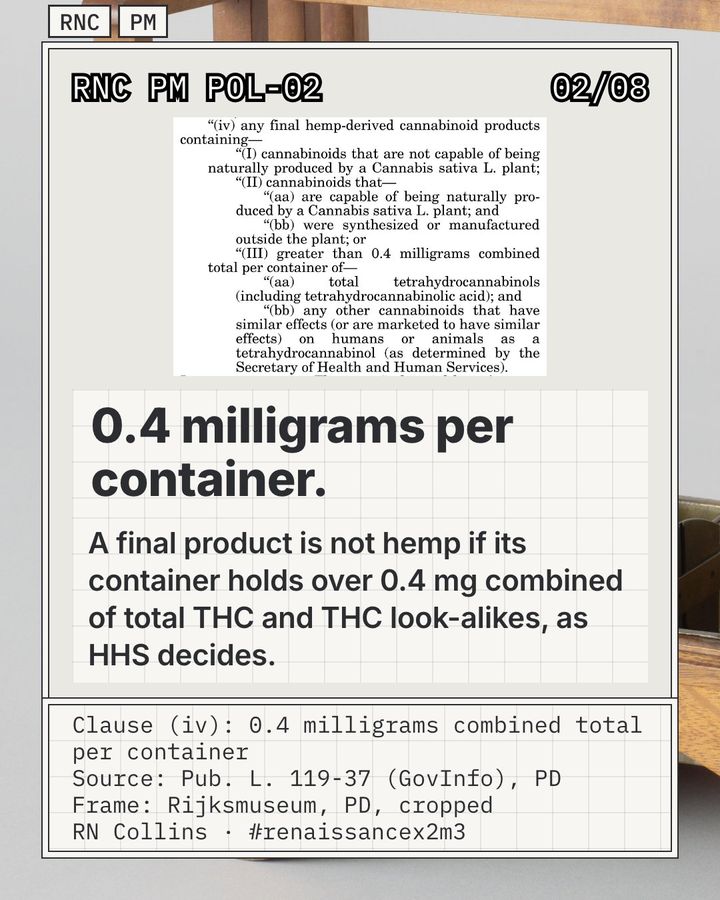 RNC PM
RNC PM POL-02 02/08
“(iv) any final hemp-derived cannabinoid products
containing—
“(I) cannabinoids that are not capable of being
naturally produced by a Cannabis sativa L. plant;
“(II) cannabinoids that—
“(aa) are capable of being naturally pro-
duced by a Cannabis sativa L. plant; and
“(bb) were synthesized or manufactured
outside the plant; or
“(III) greater than 0.4 milligrams combined
total per container of—
“(aa) total tetrahydrocannabinols
(including tetrahydrocannabinolic acid); and
“(bb) any other cannabinoids that have
similar effects (or are marketed to have similar
effects) on humans or animals as a
tetrahydrocannabinol (as determined by the
Secretary of Health and Human Services).
0.4 milligrams per
container.
A final product is not hemp if its
container holds over 0.4 mg combined
of total THC and THC look-alikes, as
HHS decides.
Clause (iv): 0.4 milligrams combined total
per container
Source: Pub. L. 119-37 (GovInfo), PD
Frame: Rijksmuseum, PD, cropped
RN Collins · #renaissancex2m3